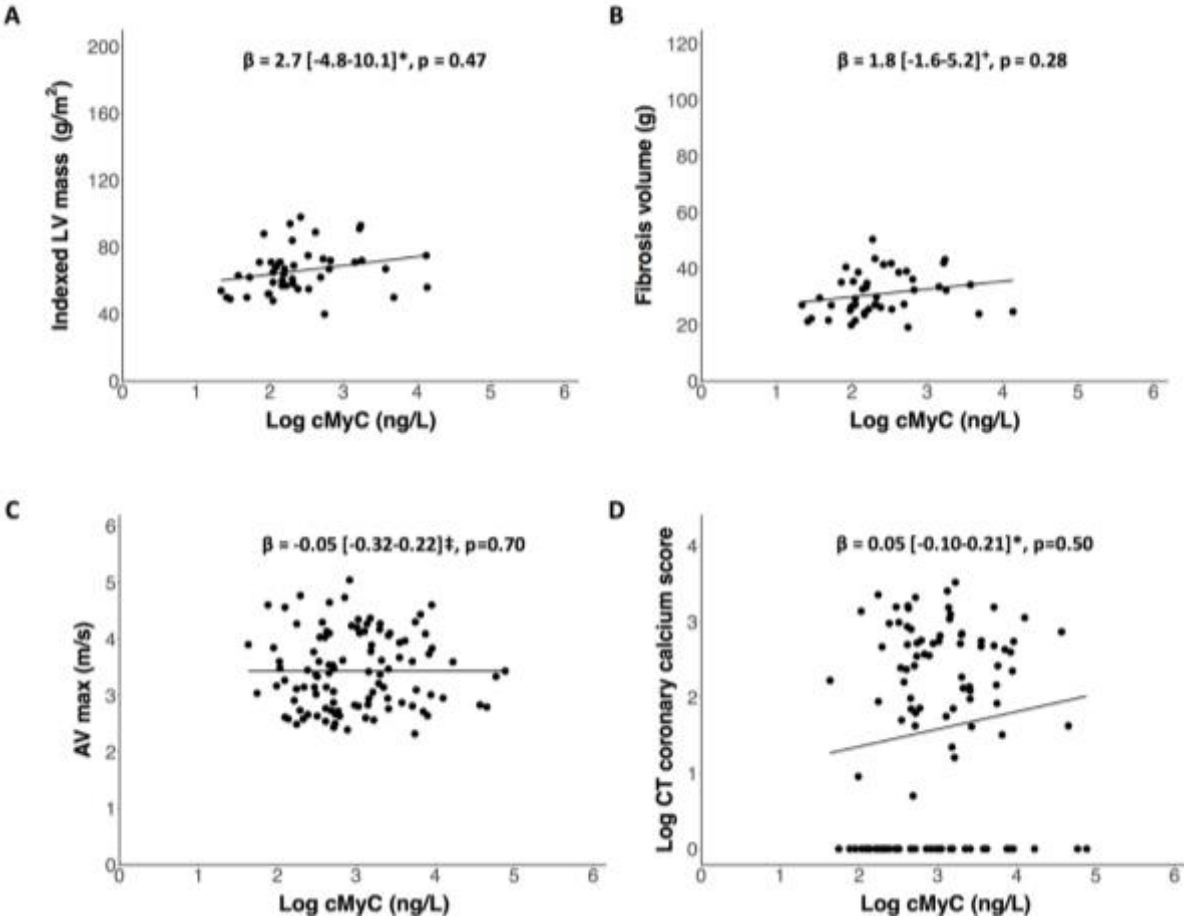 A
β = 2.7 [-4.8-10.1]*, p = 0.47
Indexed LV mass (g/m²)
200
160
120
80
40
0
0 1 2 3 4 5 6
Log cMyC (ng/L)
B
β = 1.8 [-1.6-5.2]⁺, p = 0.28
Fibrosis volume (g)
120
100
80
60
40
20
0
0 1 2 3 4 5 6
Log cMyC (ng/L)
C
β = -0.05 [-0.32-0.22]‡, p=0.70
AV max (m/s)
6
5
4
3
2
1
0
0 1 2 3 4 5 6
Log cMyC (ng/L)
D
β = 0.05 [-0.10-0.21]*, p=0.50
Log CT coronary calcium score
4
3
2
1
0
0 1 2 3 4 5 6
Log cMyC (ng/L)